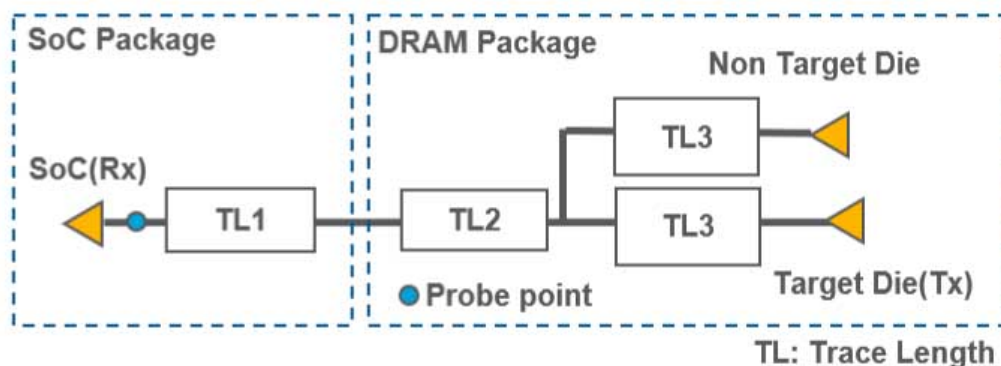 SoC Package
DRAM Package
Non Target Die
TL3
SoC(Rx)
TL1
TL2
TL3
Probe point
Target Die(Tx)
TL: Trace Length